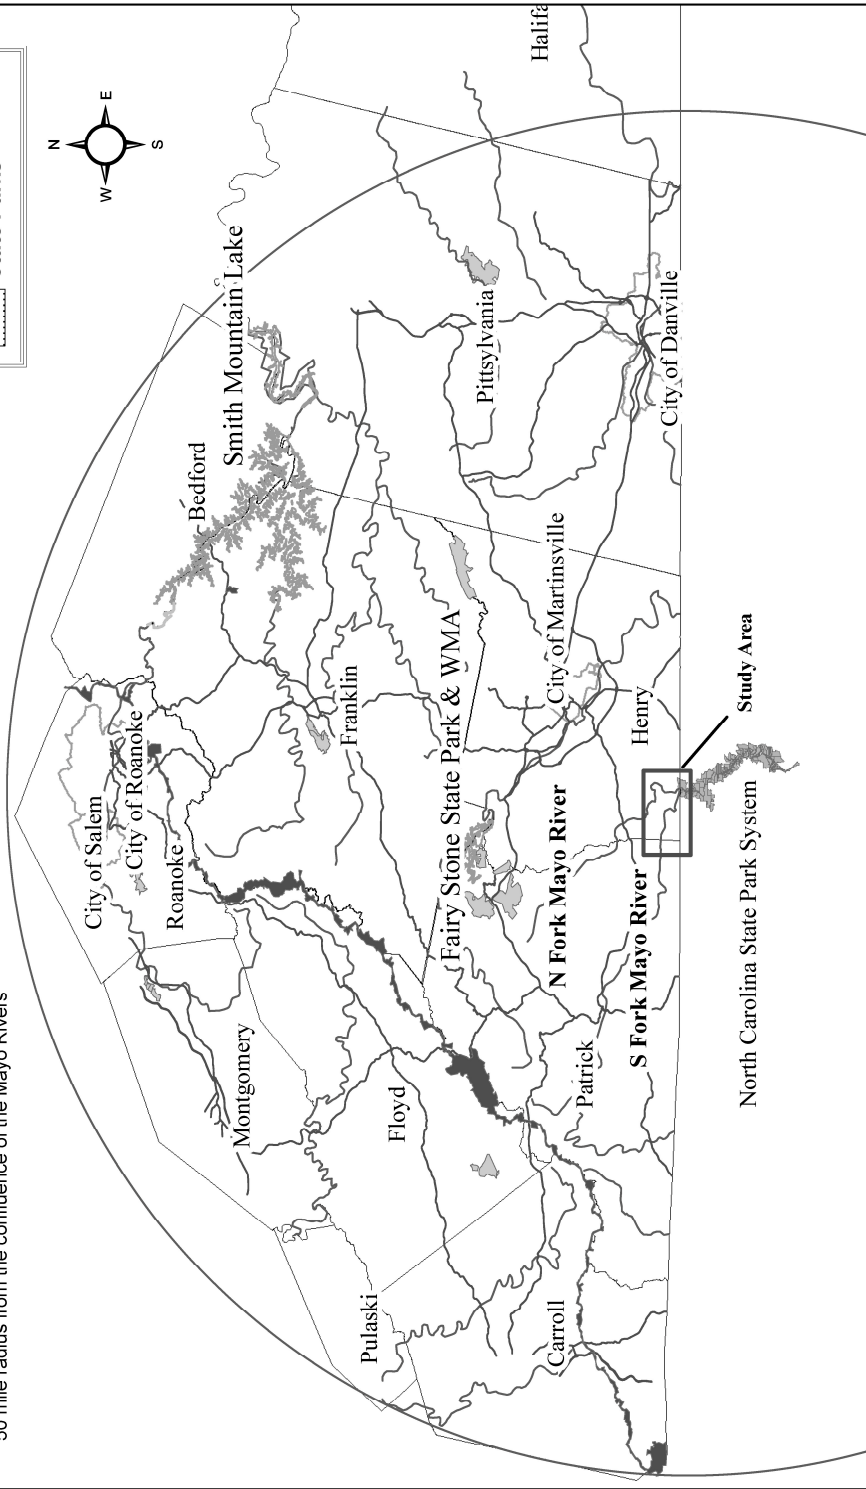 50 mile radius from the confluence of the Mayo Rivers
N
E
S
W
Halifa
Smith Mountain Lake
Bedford
Pittsylvania
City of Danville
City of Martinsville
Fairy Stone State Park & WMA
Franklin
Henry
Study Area
City of Salem
City of Roanoke
Roanoke
N Fork Mayo River
S Fork Mayo River
North Carolina State Park System
Montgomery
Floyd
Patrick
Pulaski
Carroll